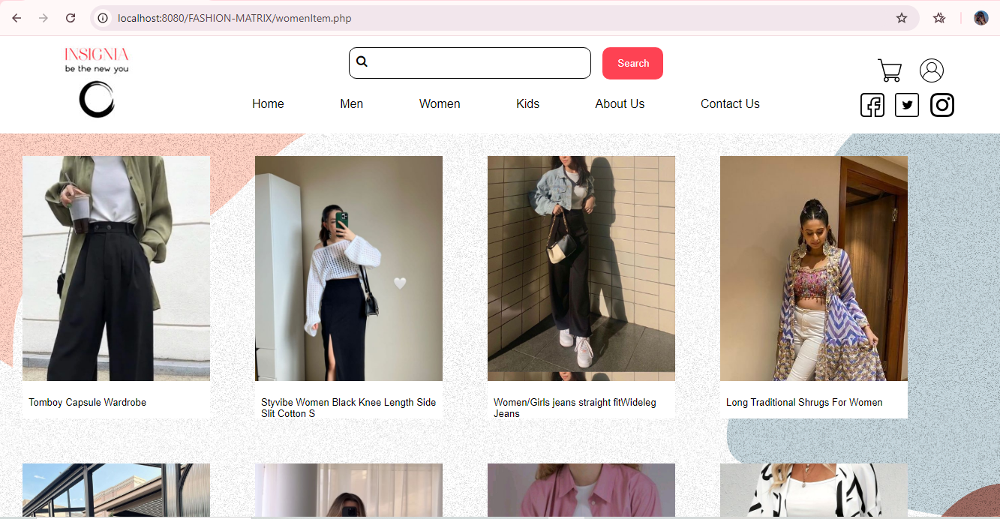 localhost:8080/FASHION-MATRIX/womenItem.php
INSIGNIA
be the new you
Search
Home
Men
Women
Kids
About Us
Contact Us
Tomboy Capsule Wardrobe
Styvibe Women Black Knee Length Side
Slit Cotton S
Women/Girls jeans straight fitWideleg
Jeans
Long Traditional Shrugs For Women